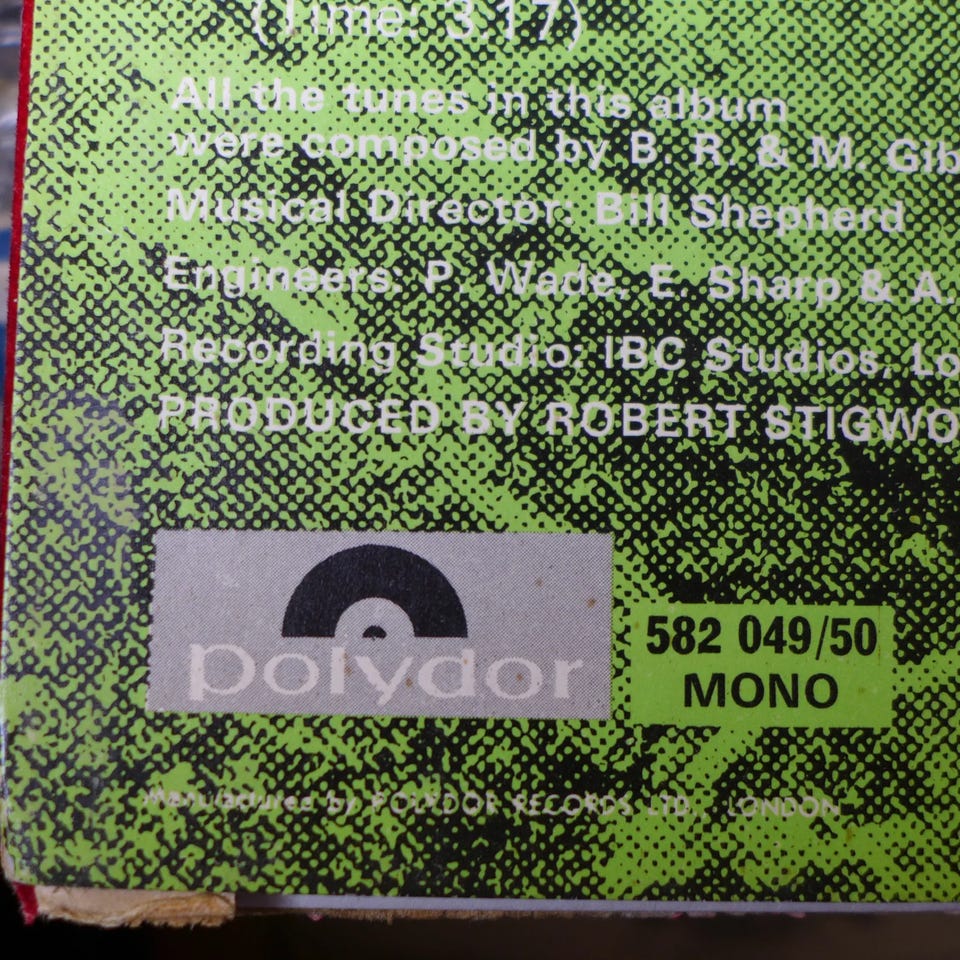 (Time: 3.17)
All the tunes in this album
were composed by B. R. & M. Gib
Musical Director: Bill Shepherd
Engineers: P. Wade, E. Sharp & A.
Recording Studio: IBC Studios, Lo
PRODUCED BY ROBERT STIGWO
polydor
582 049/50
MONO
Manufactured by POLYDOR RECORDS LTD., LONDON